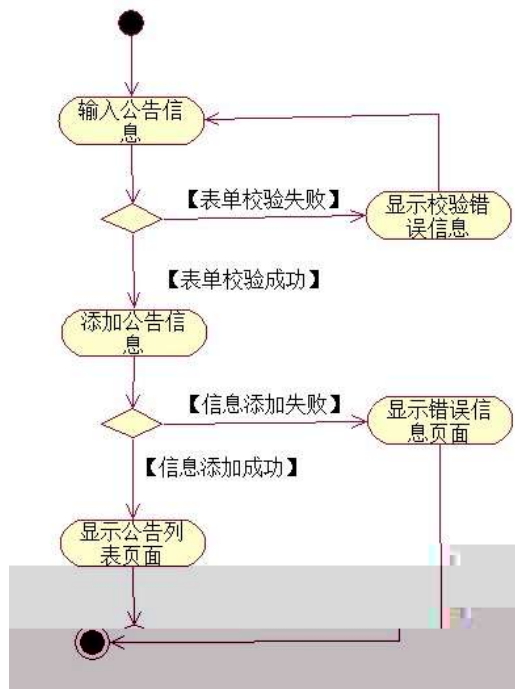 输入公告信
息
【表单校验失败】
显示校验错
误信息
【表单校验成功】
添加公告信
息
【信息添加失败】
显示错误信
息页面
【信息添加成功】
显示公告列
表页面